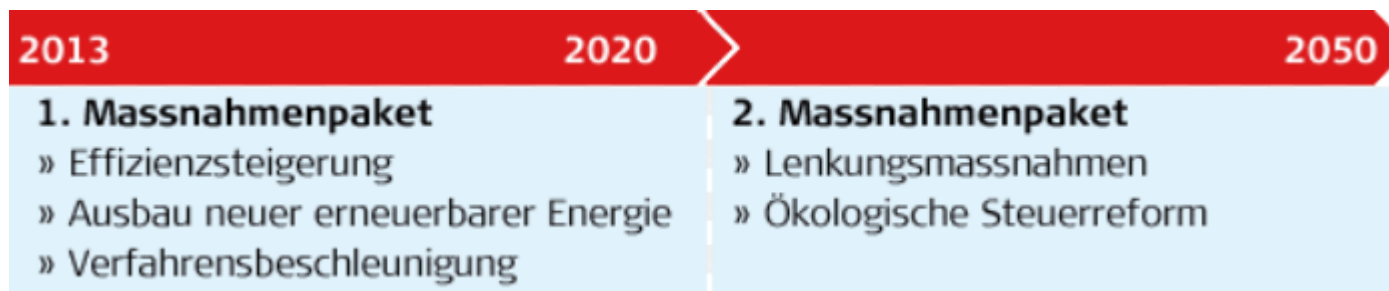 2013 2020 2050
1. Massnahmenpaket
» Effizienzsteigerung
» Ausbau neuer erneuerbarer Energie
» Verfahrensbeschleunigung
2. Massnahmenpaket
» Lenkungsmassnahmen
» Ökologische Steuerreform